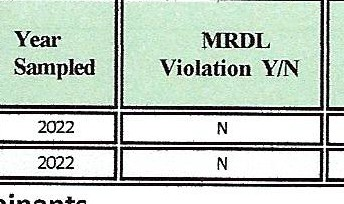 Year Sampled
MRDL Violation Y/N
2022 N
2022 N